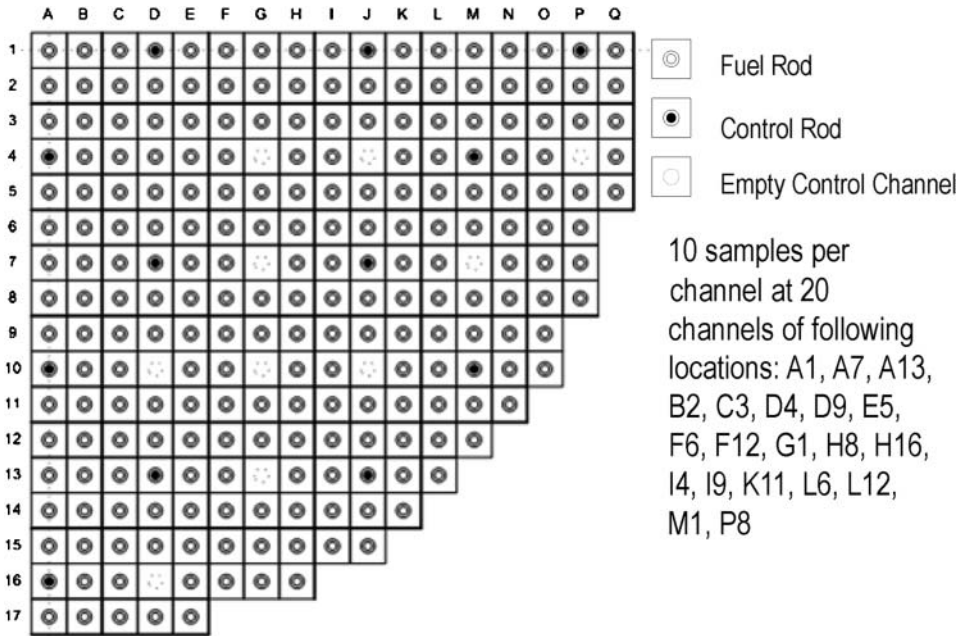 A B C D E F G H I J K L M N O P Q
1
Fuel Rod
2
3
Control Rod
4
Empty Control Channel
5
6
7
8
9
10
11
12
13
14
15
16
17
10 samples per
channel at 20
channels of following
locations: A1, A7, A13,
B2, C3, D4, D9, E5,
F6, F12, G1, H8, H16,
I4, I9, K11, L6, L12,
M1, P8